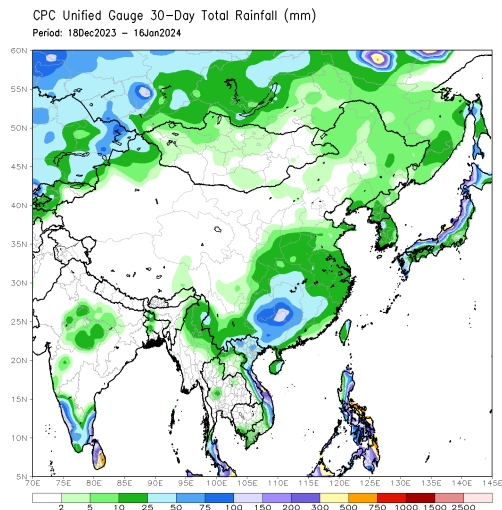 CPC Unified Gauge 30-Day Total Rainfall (mm)
Period: 18Dec2023 – 16Jan2024
60N
55N
50N
45N
40N
35N
30N
25N
20N
15N
10N
5N
70E 75E 80E 85E 90E 95E 100E 105E 110E 115E 120E 125E 130E 135E 140E 145E
2 5 10 25 50 75 100 150 200 300 500 750 1000 1500 2500